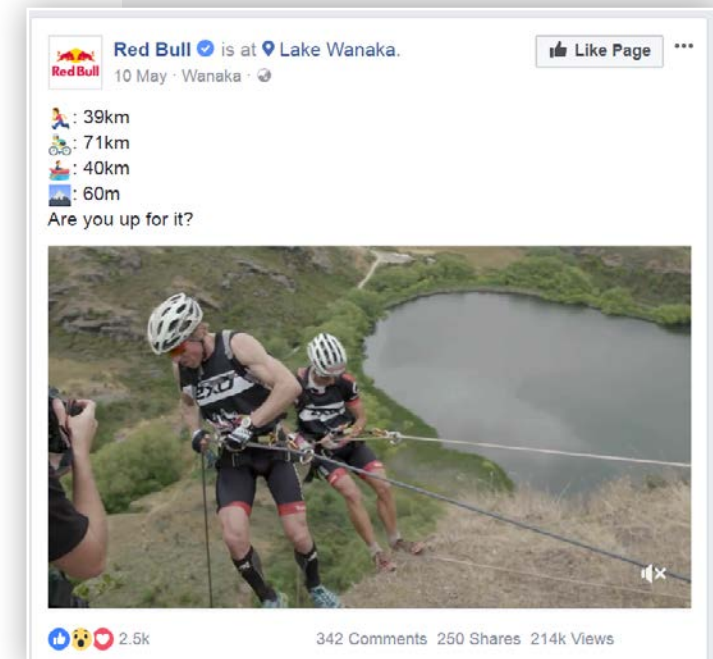 Red Bull is at Lake Wanaka.
Like Page
Red Bull
10 May · Wanaka ·
🏃: 39km
🚴: 71km
🚣: 40km
🏔: 60m
Are you up for it?
2XU
2XU
2.5k
342 Comments 250 Shares 214k Views